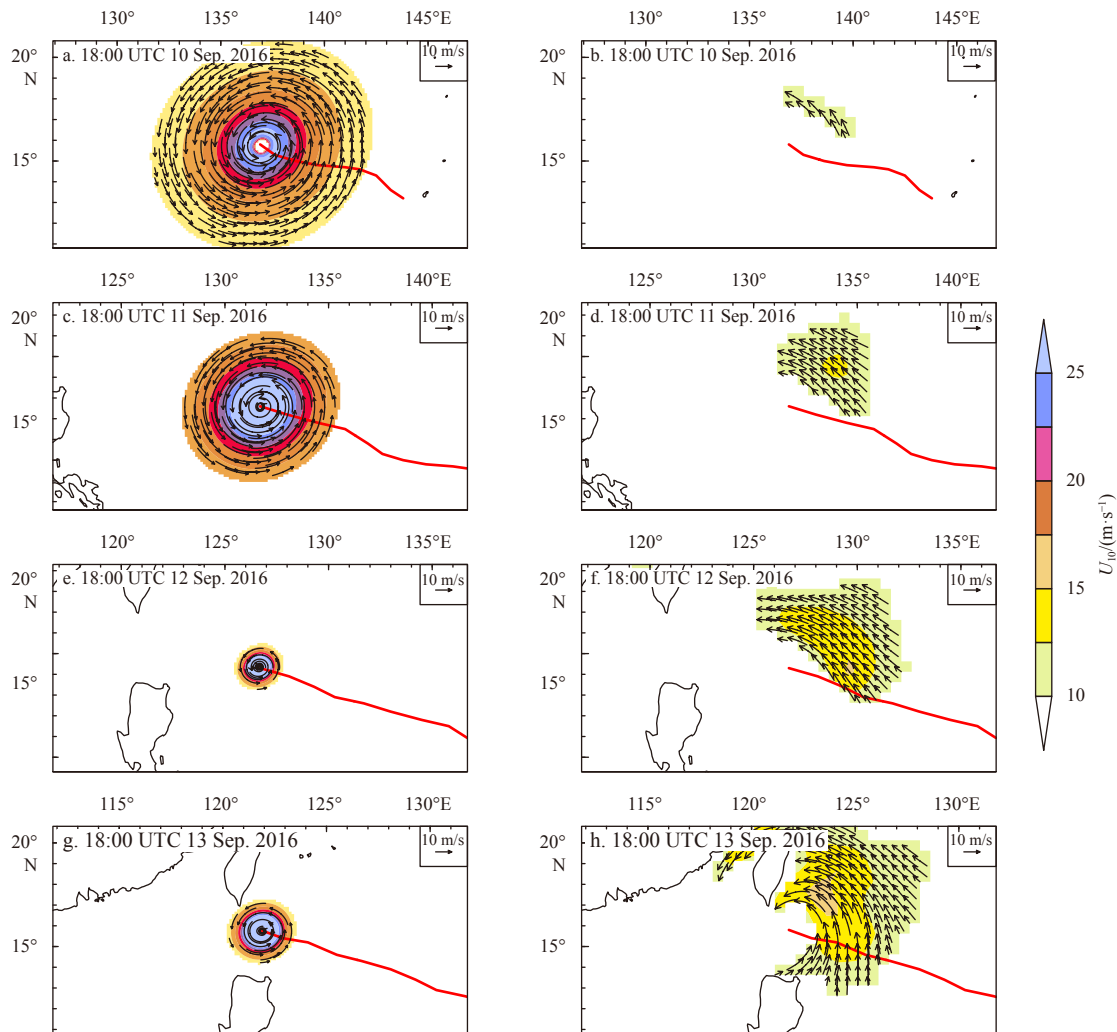 130° 135° 140° 145°E
130° 135° 140° 145°E
20°
N
15°
a. 18:00 UTC 10 Sep. 2016
10 m/s
20°
N
15°
b. 18:00 UTC 10 Sep. 2016
10 m/s
125° 130° 135° 140°E
125° 130° 135° 140°E
20°
N
15°
c. 18:00 UTC 11 Sep. 2016
10 m/s
20°
N
15°
d. 18:00 UTC 11 Sep. 2016
10 m/s
120° 125° 130° 135°E
120° 125° 130° 135°E
20°
N
15°
e. 18:00 UTC 12 Sep. 2016
10 m/s
20°
N
15°
f. 18:00 UTC 12 Sep. 2016
10 m/s
115° 120° 125° 130°E
115° 120° 125° 130°E
20°
N
15°
g. 18:00 UTC 13 Sep. 2016
10 m/s
20°
N
15°
h. 18:00 UTC 13 Sep. 2016
10 m/s
25
20
15
10
U₁₀/(m·s⁻¹)